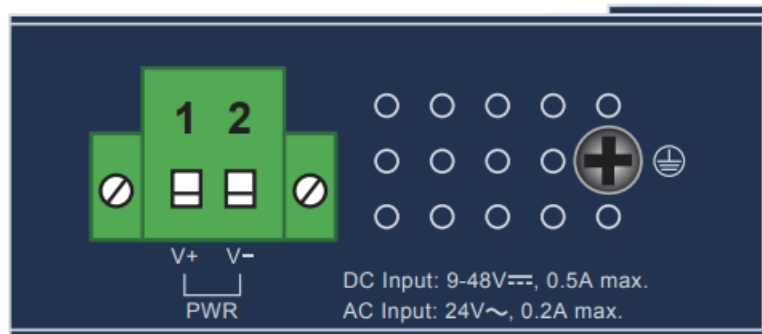 1 2
V+ V-
PWR
DC Input: 9-48V⎓, 0.5A max.
AC Input: 24V~, 0.2A max.